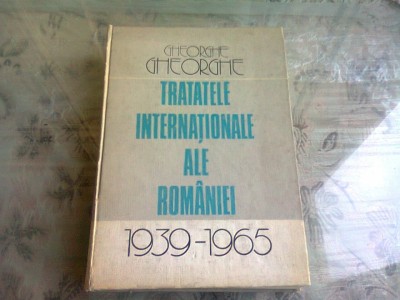 GHEORGHE
GHEORGHE
TRATATELE
INTERNAȚIONALE
ALE
ROMÂNIEI
1939-1965